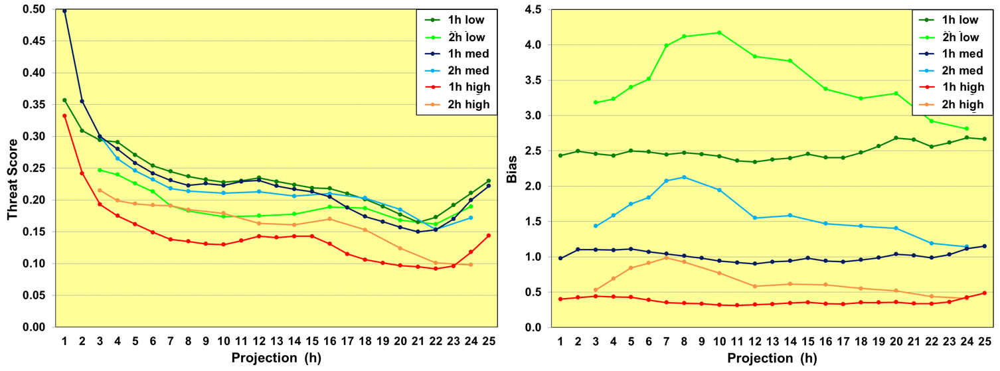 0.50
0.45
0.40
0.35
0.30
0.25
0.20
0.15
0.10
0.05
0.00
Threat Score
1 2 3 4 5 6 7 8 9 10 11 12 13 14 15 16 17 18 19 20 21 22 23 24 25
Projection (h)
1h low
2h low
1h med
2h med
1h high
2h high
4.5
4.0
3.5
3.0
2.5
2.0
1.5
1.0
0.5
0.0
Bias
1 2 3 4 5 6 7 8 9 10 11 12 13 14 15 16 17 18 19 20 21 22 23 24 25
Projection (h)
1h low
2h low
1h med
2h med
1h high
2h high